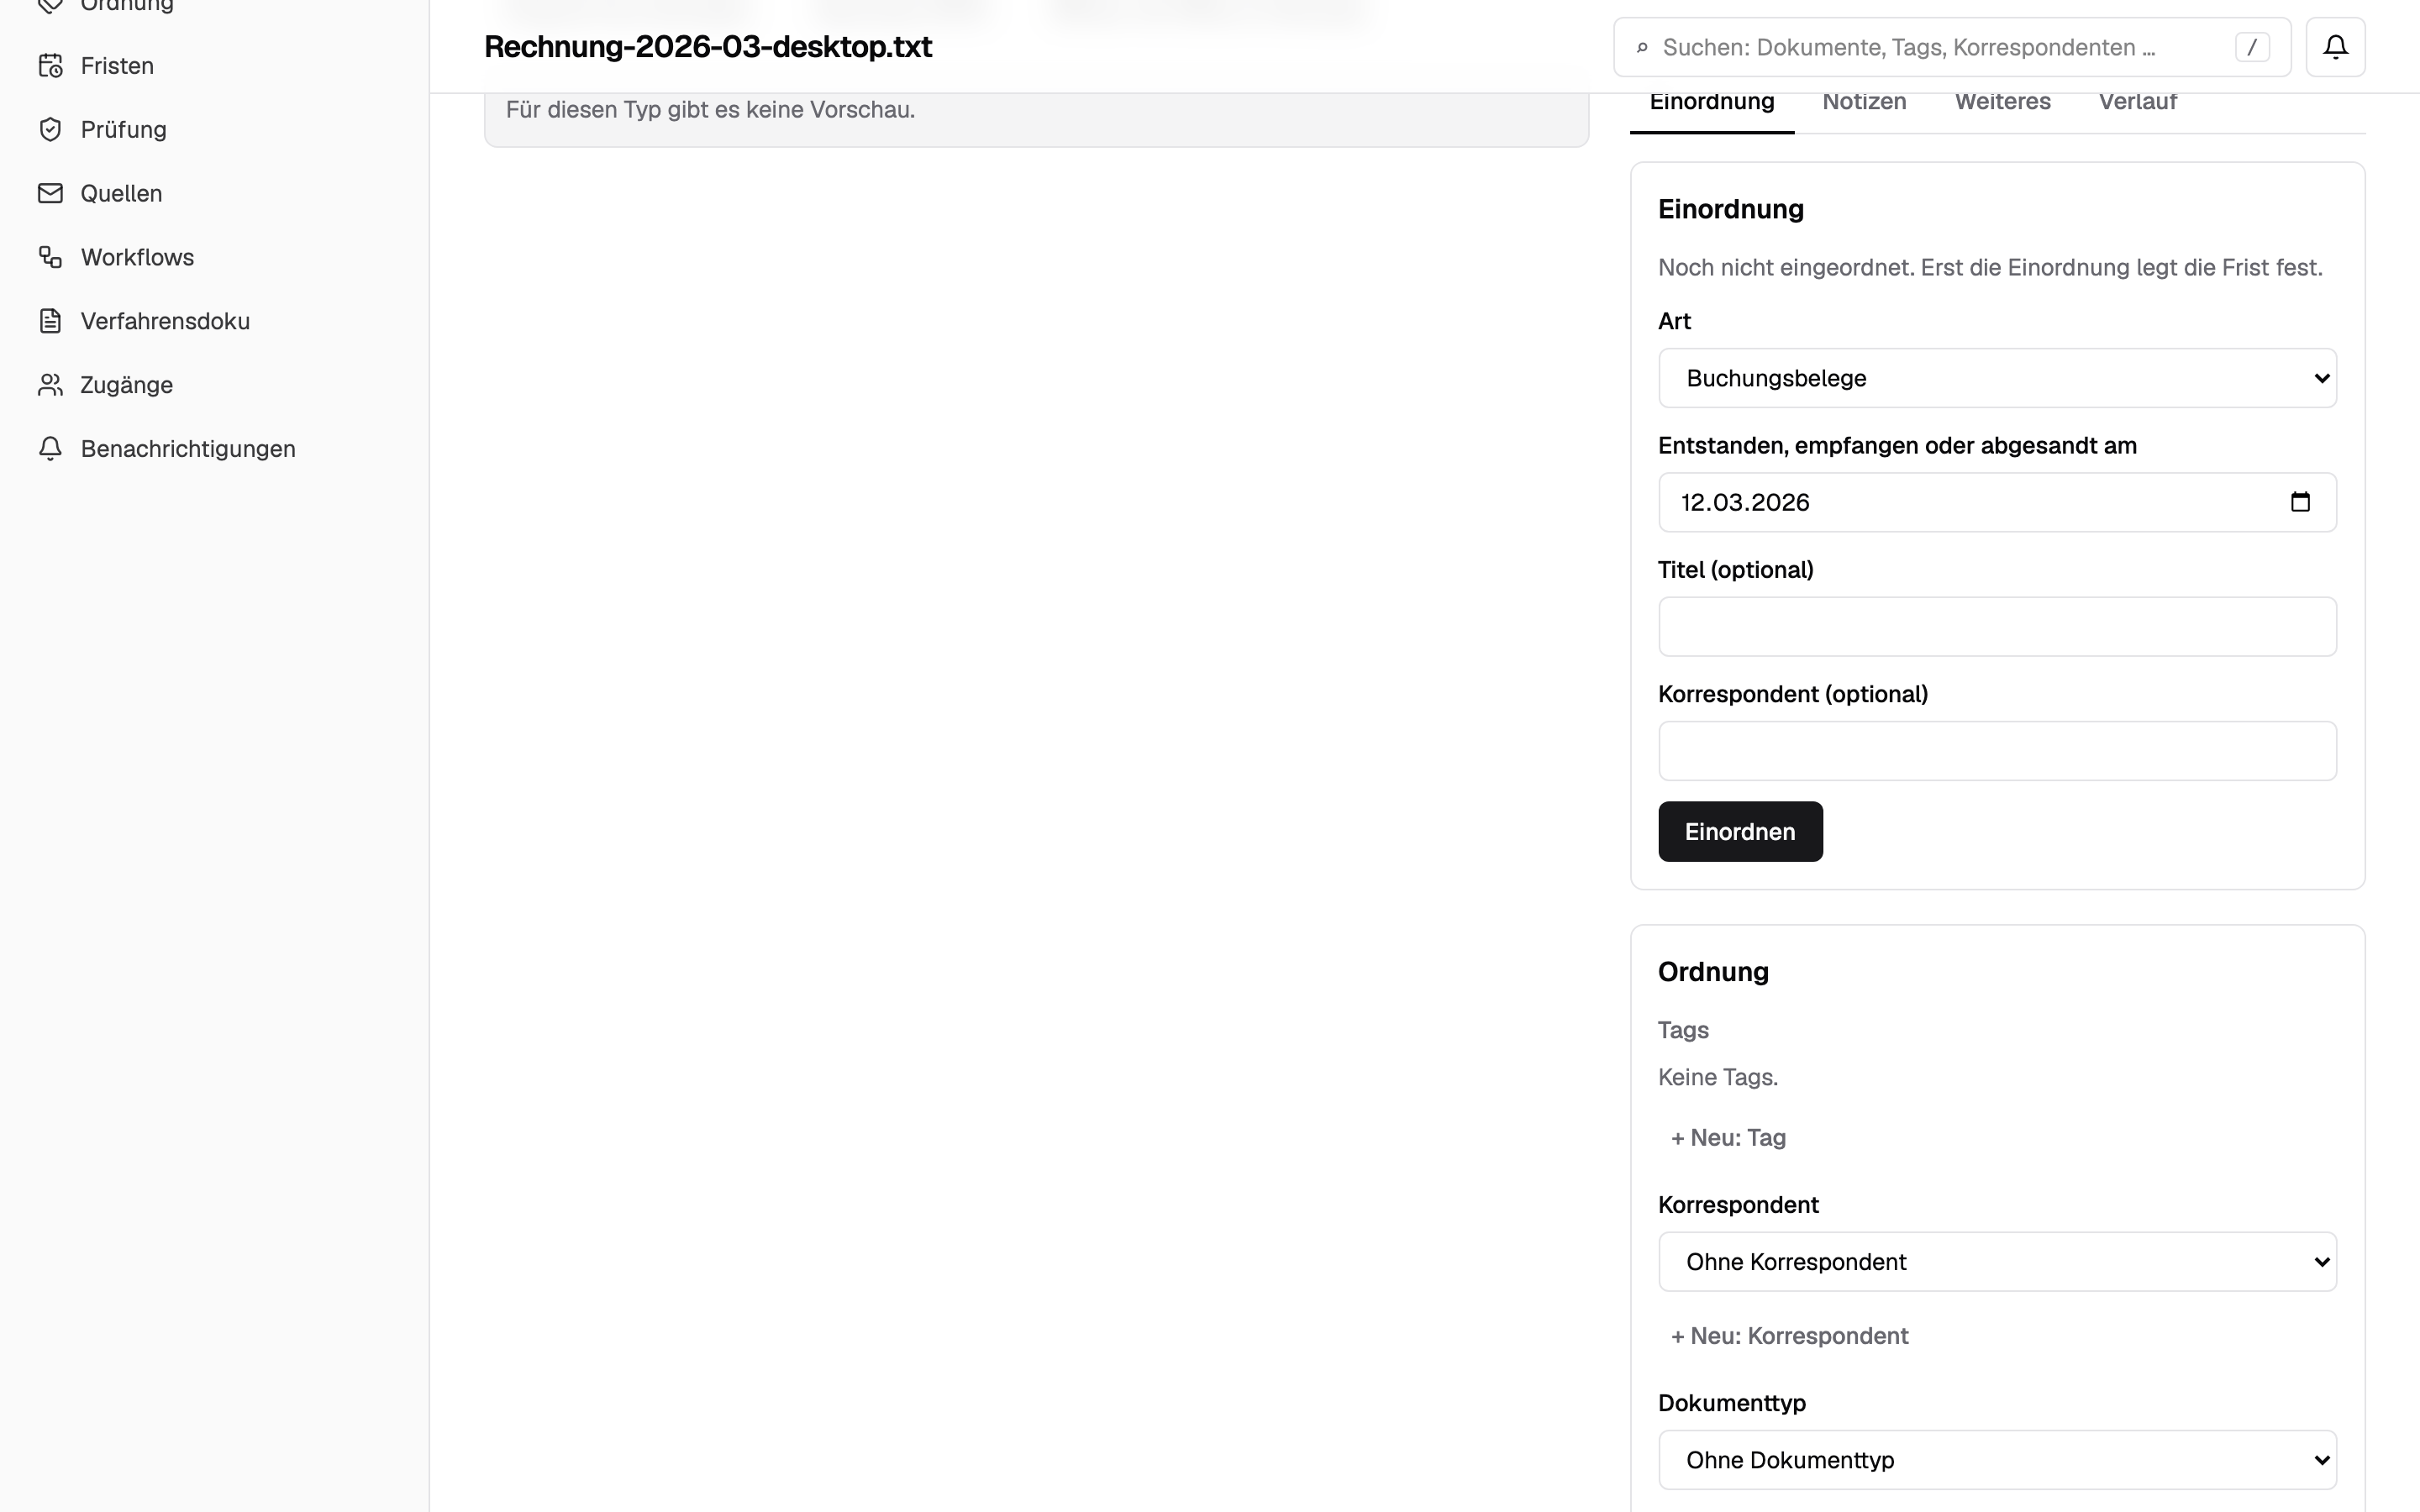 Ordnung
Fristen
Prüfung
Quellen
Workflows
Verfahrensdoku
Zugänge
Benachrichtigungen
Rechnung-2026-03-desktop.txt
Suchen: Dokumente, Tags, Korrespondenten …
/
Für diesen Typ gibt es keine Vorschau.
Einordnung Notizen Weiteres Verlauf
Einordnung
Noch nicht eingeordnet. Erst die Einordnung legt die Frist fest.
Art
Buchungsbelege
Entstanden, empfangen oder abgesandt am
12.03.2026
Titel (optional)
Korrespondent (optional)
Einordnen
Ordnung
Tags
Keine Tags.
+ Neu: Tag
Korrespondent
Ohne Korrespondent
+ Neu: Korrespondent
Dokumenttyp
Ohne Dokumenttyp